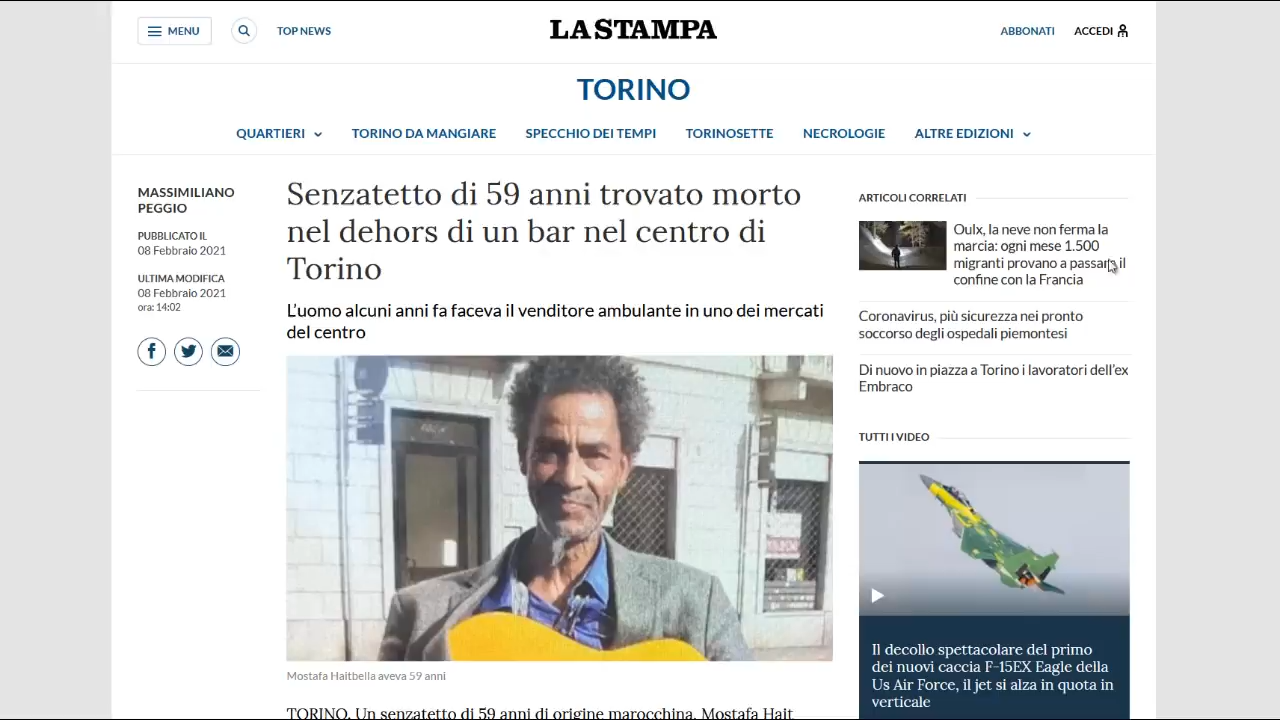 MENU
TOP NEWS
LA STAMPA
ABBONATI
ACCEDI
TORINO
QUARTIERI
TORINO DA MANGIARE
SPECCHIO DEI TEMPI
TORINOSETTE
NECROLOGIE
ALTRE EDIZIONI
MASSIMILIANO
PEGGIO
PUBBLICATO IL
08 Febbraio 2021
ULTIMA MODIFICA
08 Febbraio 2021
ora: 14:02
Senzatetto di 59 anni trovato morto
nel dehors di un bar nel centro di
Torino
L'uomo alcuni anni fa faceva il venditore ambulante in uno dei mercati
del centro
Mostafa Haitbella aveva 59 anni
TORINO. Un senzatetto di 59 anni di origine marocchina, Mostafa Hait
ARTICOLI CORRELATI
Oulx, la neve non ferma la
marcia: ogni mese 1.500
migranti provano a passare il
confine con la Francia
Coronavirus, più sicurezza nei pronto
soccorso degli ospedali piemontesi
Di nuovo in piazza a Torino i lavoratori dell'ex
Embraco
TUTTI I VIDEO
Il decollo spettacolare del primo
dei nuovi caccia F-15EX Eagle della
Us Air Force, il jet si alza in quota in
verticale